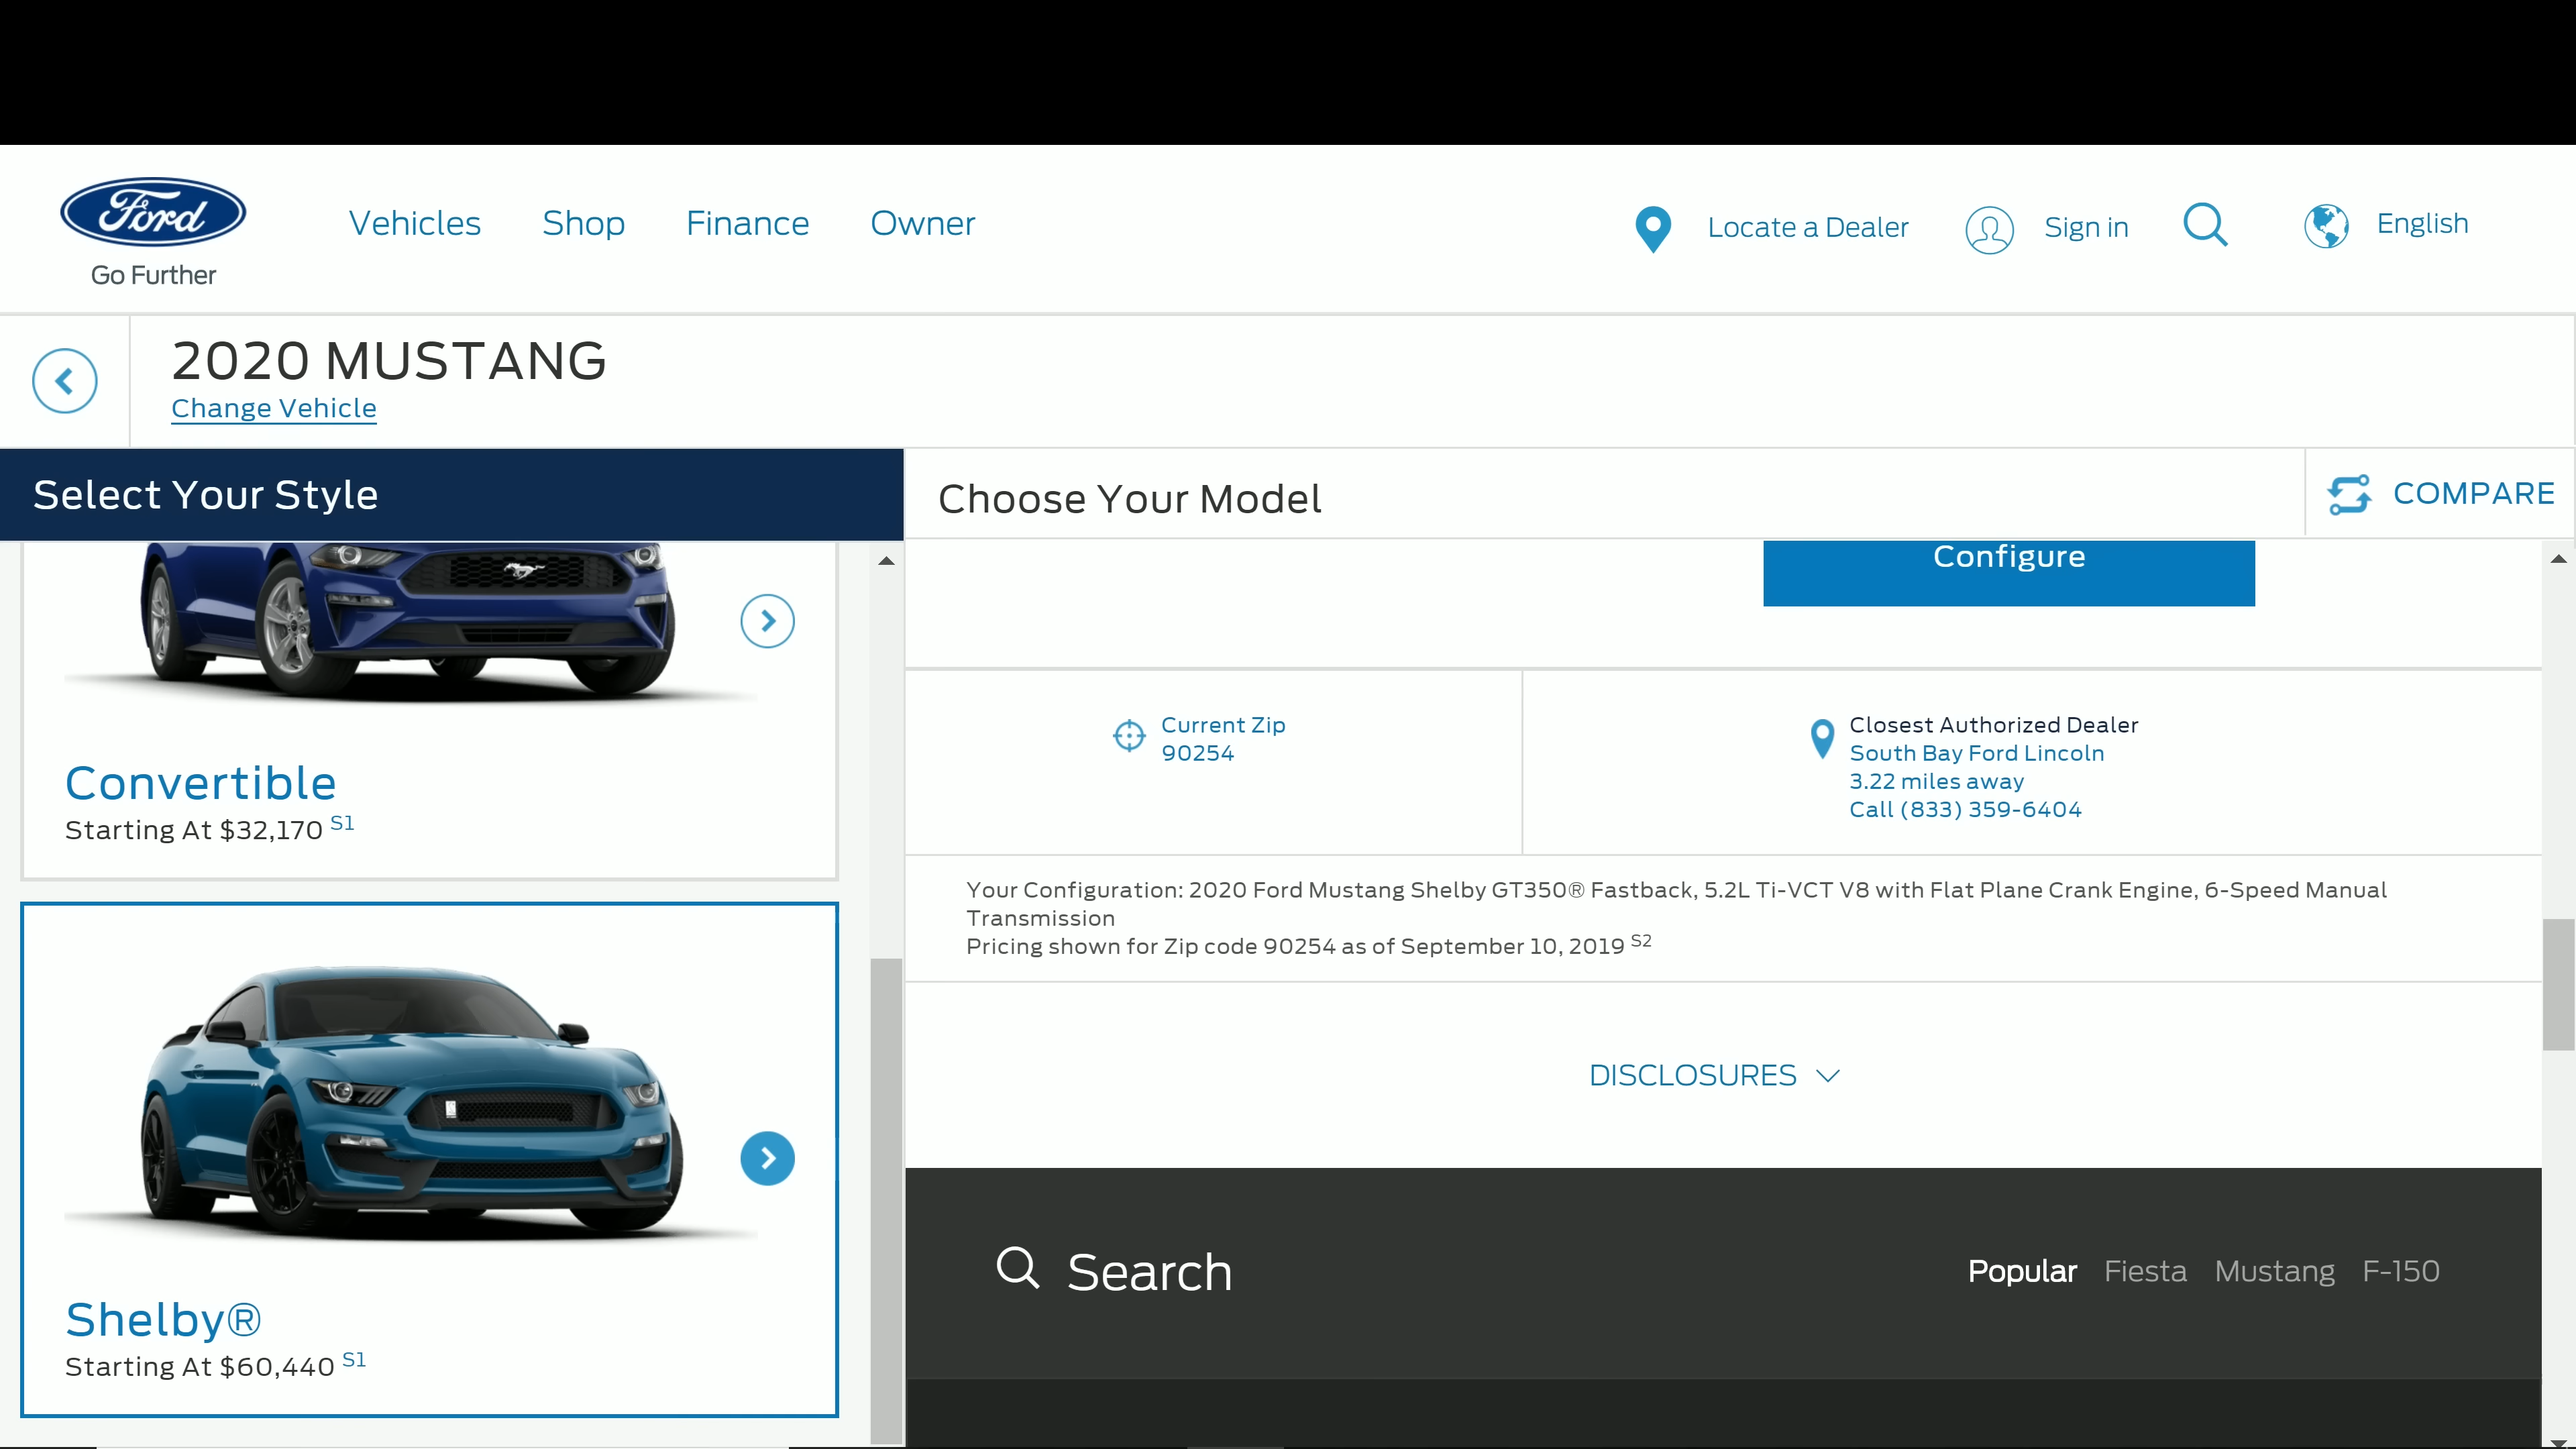 Ford
Go Further
Vehicles
Shop
Finance
Owner
Locate a Dealer
Sign in
English
2020 MUSTANG
Change Vehicle
Select Your Style
Choose Your Model
COMPARE
Configure
Convertible
Starting At $32,170 S1
Shelby®
Starting At $60,440 S1
Current Zip
90254
Closest Authorized Dealer
South Bay Ford Lincoln
3.22 miles away
Call (833) 359-6404
Your Configuration: 2020 Ford Mustang Shelby GT350® Fastback, 5.2L Ti-VCT V8 with Flat Plane Crank Engine, 6-Speed Manual
Transmission
Pricing shown for Zip code 90254 as of September 10, 2019 S2
DISCLOSURES
Search
Popular
Fiesta
Mustang
F-150